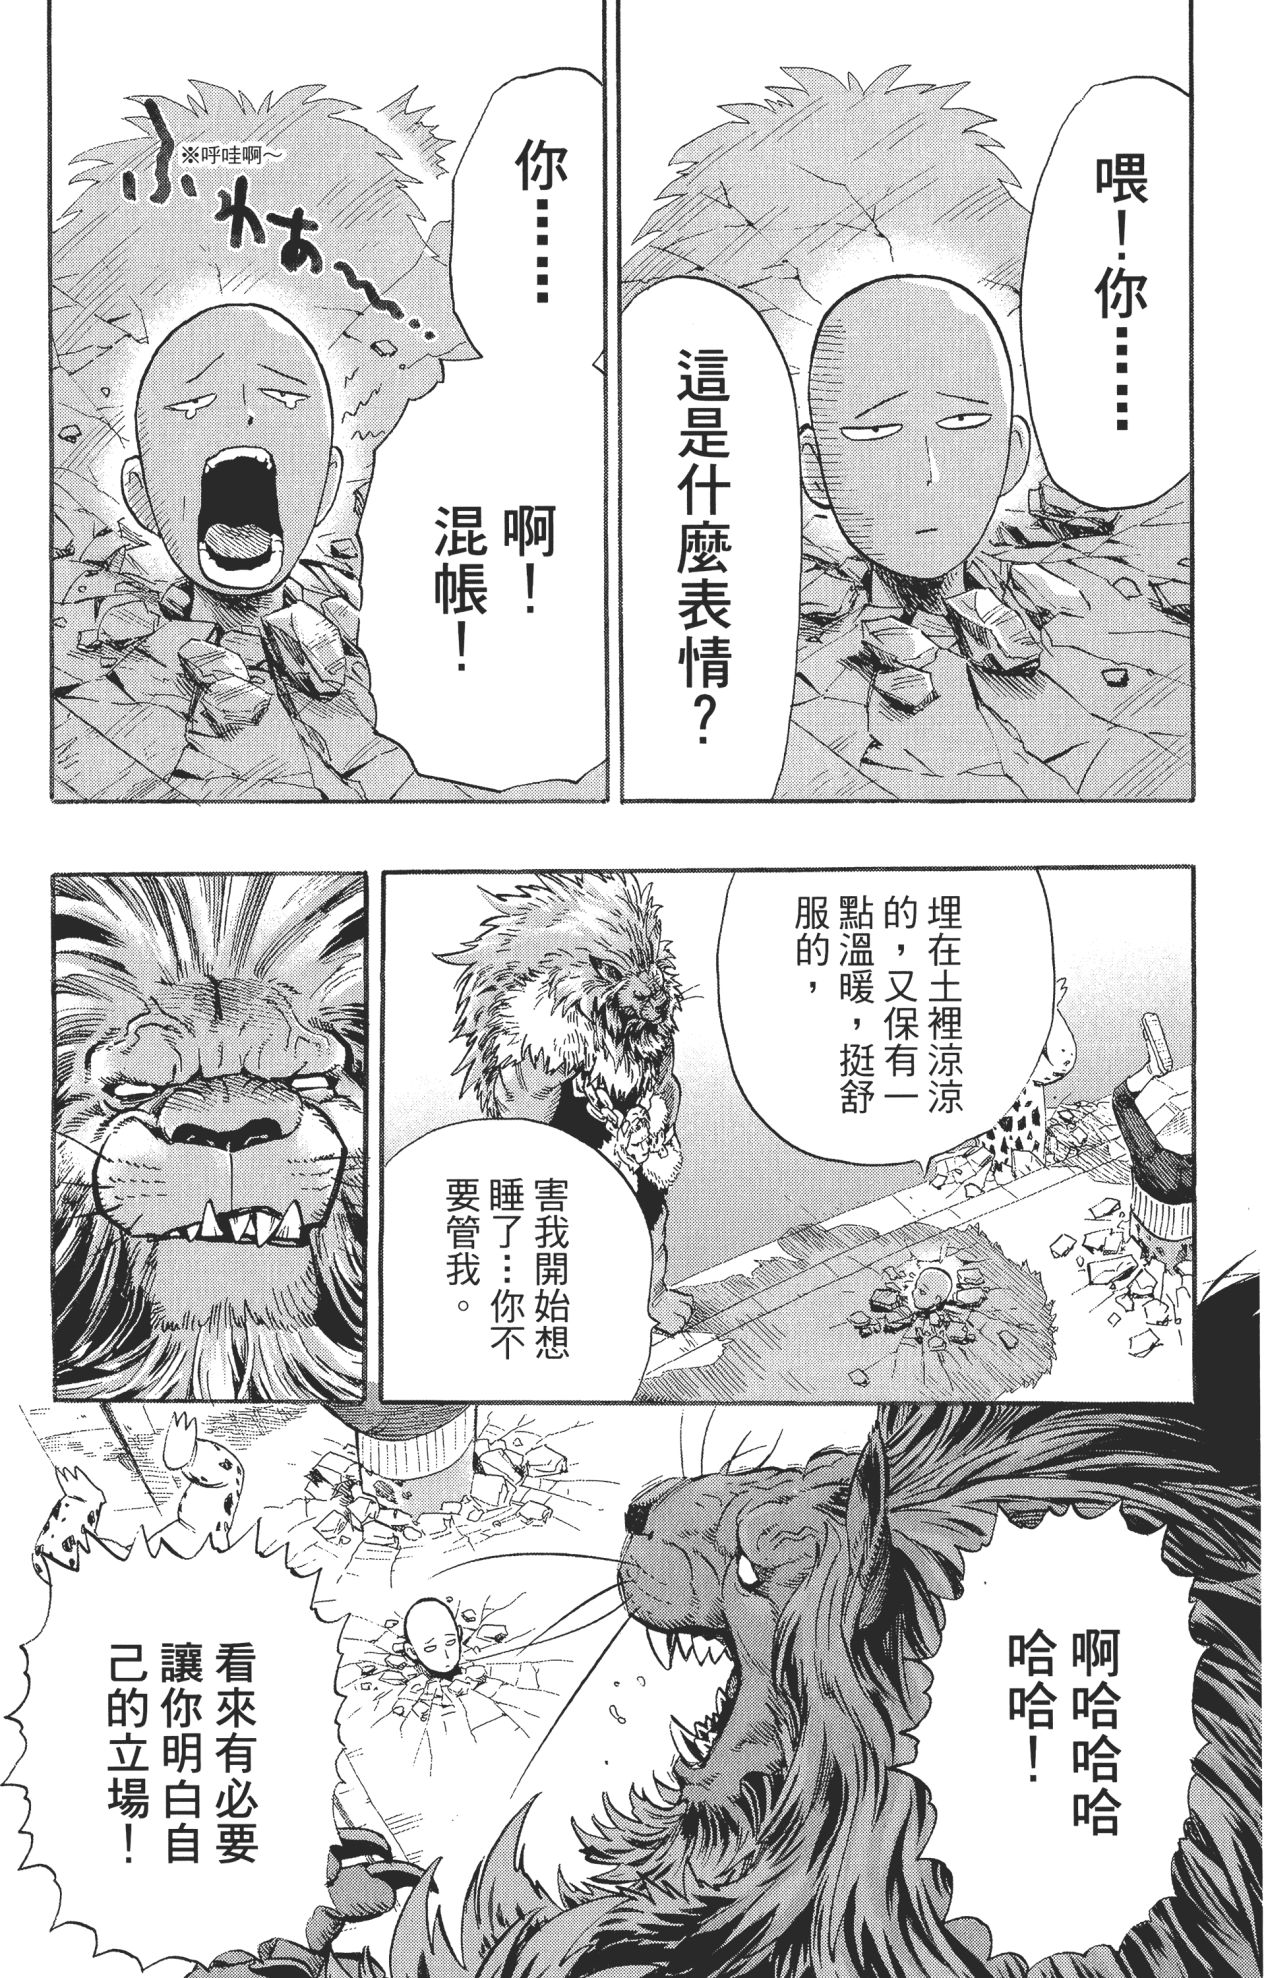 喂！你……
這是什麼表情？
你……
啊！
混帳！
※呼哇啊～
ふわぁ～…
埋在土裡涼涼
的，又保有一
點溫暖，挺舒
服的，
害我開始想
睡了…你不
要管我。
啊哈哈哈
哈哈！
看來有必要
讓你明白自
己的立場！